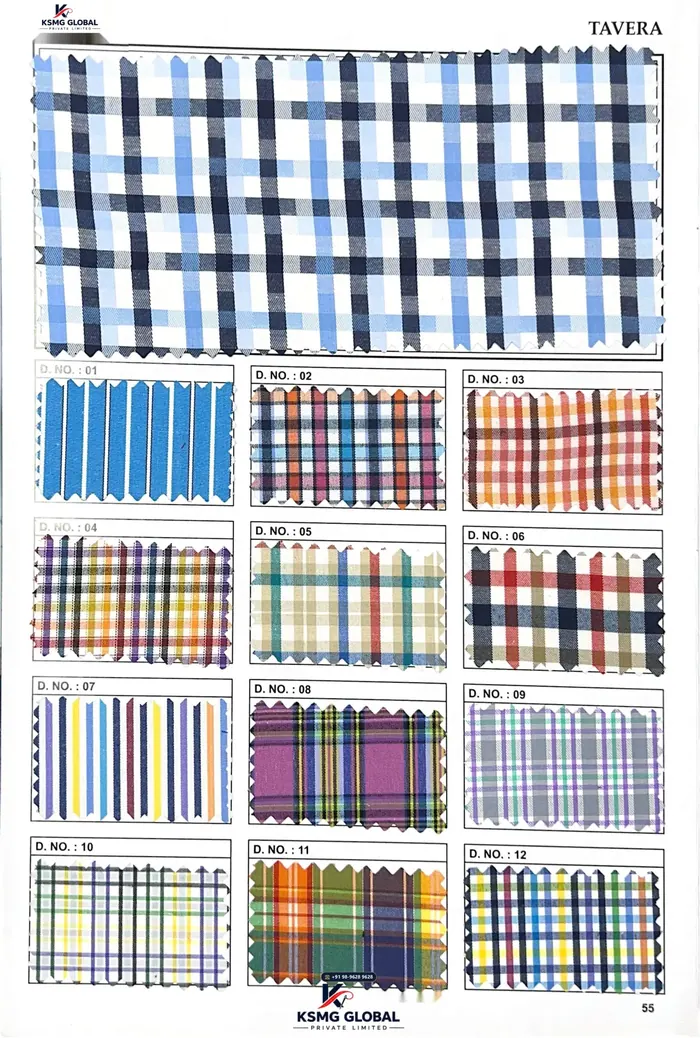 KSMG GLOBAL
PRIVATE LIMITED
TAVERA
D. NO. : 01
D. NO. : 02
D. NO. : 03
D. NO. : 04
D. NO. : 05
D. NO. : 06
D. NO. : 07
D. NO. : 08
D. NO. : 09
D. NO. : 10
D. NO. : 11
D. NO. : 12
+91 98-9628 9628
KSMG GLOBAL
PRIVATE LIMITED
55